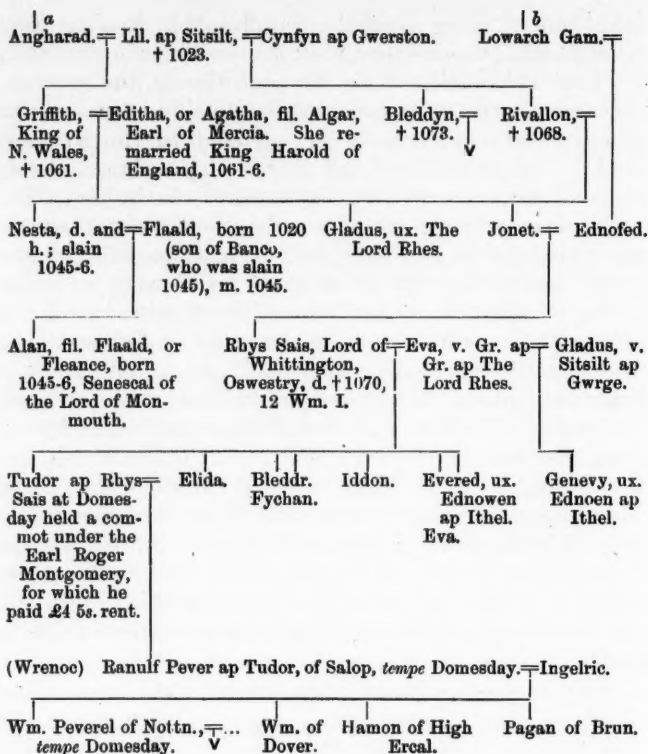 a
b
Angharad.═Lll. ap Sitsilt,═Cynfyn ap Gwerston.
† 1023.
Lowarch Gam.═
Griffith,
King of
N. Wales,
† 1061.
═Editha, or Agatha, fil. Algar,
Earl of Mercia. She re-
married King Harold of
England, 1061-6.
Bleddyn,═
† 1073.
Rivallon,═
† 1068.
Nesta, d. and
h.; slain
1045-6.
═Flaald, born 1020
(son of Banco,
who was slain
1045), m. 1045.
Gladus, ux. The
Lord Rhes.
Jonet.═
Ednofed.
Alan, fil. Flaald, or
Fleance, born
1045-6, Senescal of
the Lord of Mon-
mouth.
Rhys Sais, Lord of
Whittington,
Oswestry, d. † 1070,
12 Wm. I.
═Eva, v. Gr. ap
Gr. ap The
Lord Rhes.
═Gladus, v.
Sitsilt ap
Gwrge.
Tudor ap Rhys═
Sais at Domes-
day held a com-
mot under the
Earl Roger
Montgomery,
for which he
paid £4 5s. rent.
Elida.
Bleddr.
Fychan.
Iddon.
Evered, ux.
Ednowen
ap Ithel.
Eva.
Genevy, ux.
Ednoen ap
Ithel.
(Wrenoc) Ranulf Pever ap Tudor, of Salop, tempe Domesday.═Ingelric.
Wm. Peverel of Nottn.,═...
tempe Domesday.
Wm. of
Dover.
Hamon of High
Ercal.
Pagan of Brun.